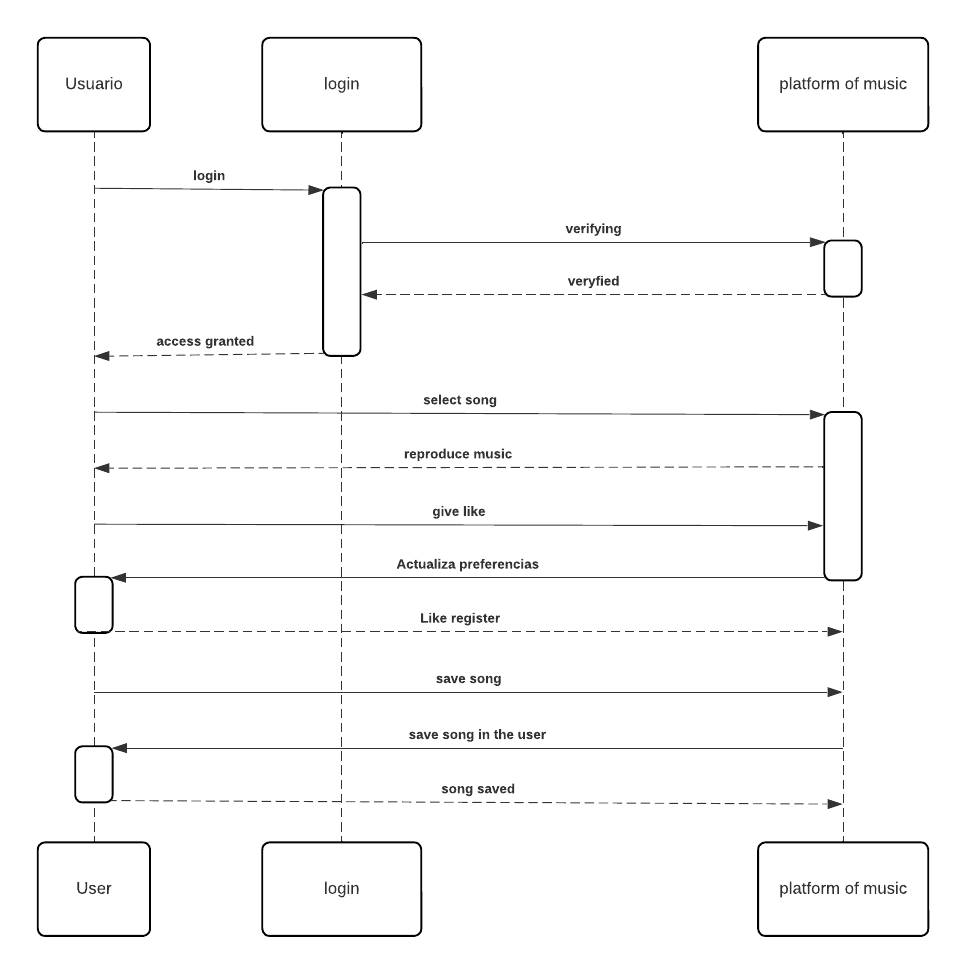 Usuario
login
platform of music
login
verifying
veryfied
access granted
select song
reproduce music
give like
Actualiza preferencias
Like register
save song
save song in the user
song saved
User
login
platform of music